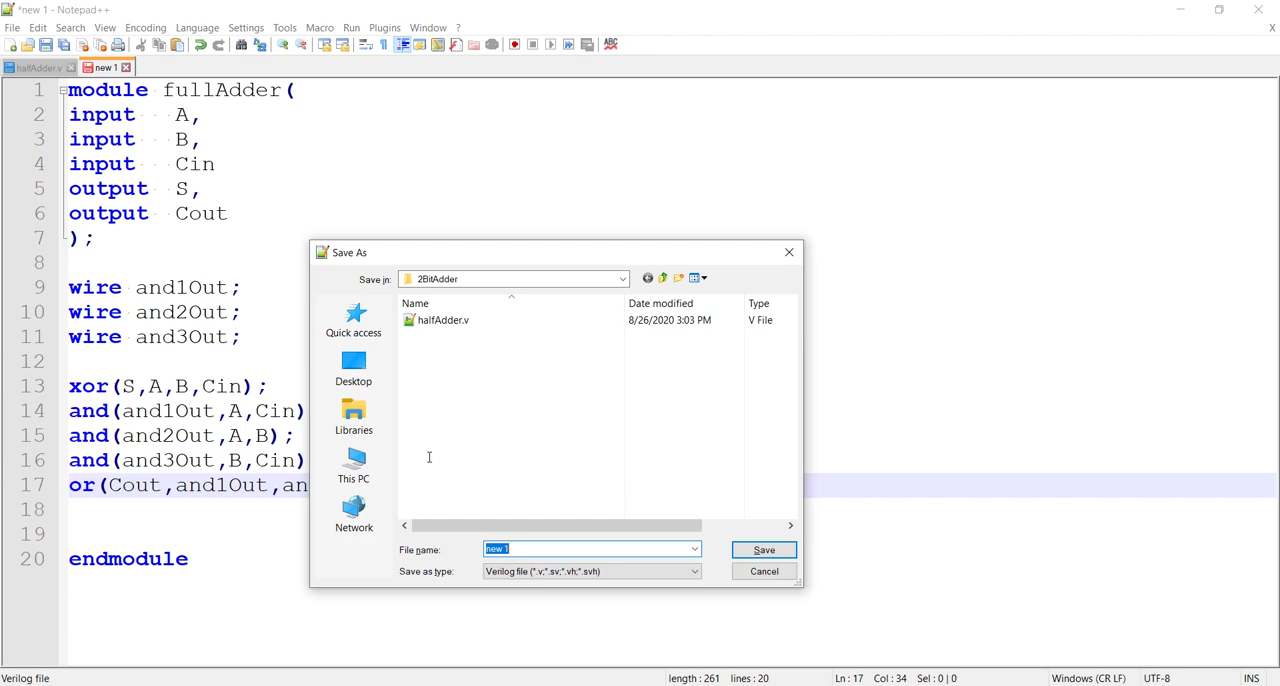 *new 1 - Notepad++
File Edit Search View Encoding Language Settings Tools Macro Run Plugins Window ? X
halfAdder.v new 1
1 module fullAdder(
2 input A,
3 input B,
4 input Cin
5 output S,
6 output Cout
7 );
8
9 wire and1Out;
10 wire and2Out;
11 wire and3Out;
12
13 xor(S,A,B,Cin);
14 and(and1Out,A,Cin)
15 and(and2Out,A,B);
16 and(and3Out,B,Cin)
17 or(Cout,and1Out,an
18
19
20 endmodule
Save As
Save in: 2BitAdder
Name Date modified Type
halfAdder.v 8/26/2020 3:03 PM V File
Quick access
Desktop
Libraries
This PC
Network
File name: new 1 Save
Save as type: Verilog file (*.v;*.sv;*.vh;*.svh) Cancel
Verilog file length : 261 lines : 20 Ln : 17 Col : 34 Sel : 0 | 0 Windows (CR LF) UTF-8 INS